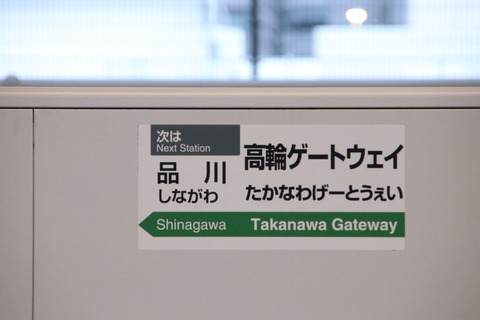 次は
Next Station
品川
しながわ
高輪ゲートウェイ
たかなわげーとうぇい
Shinagawa
Takanawa Gateway